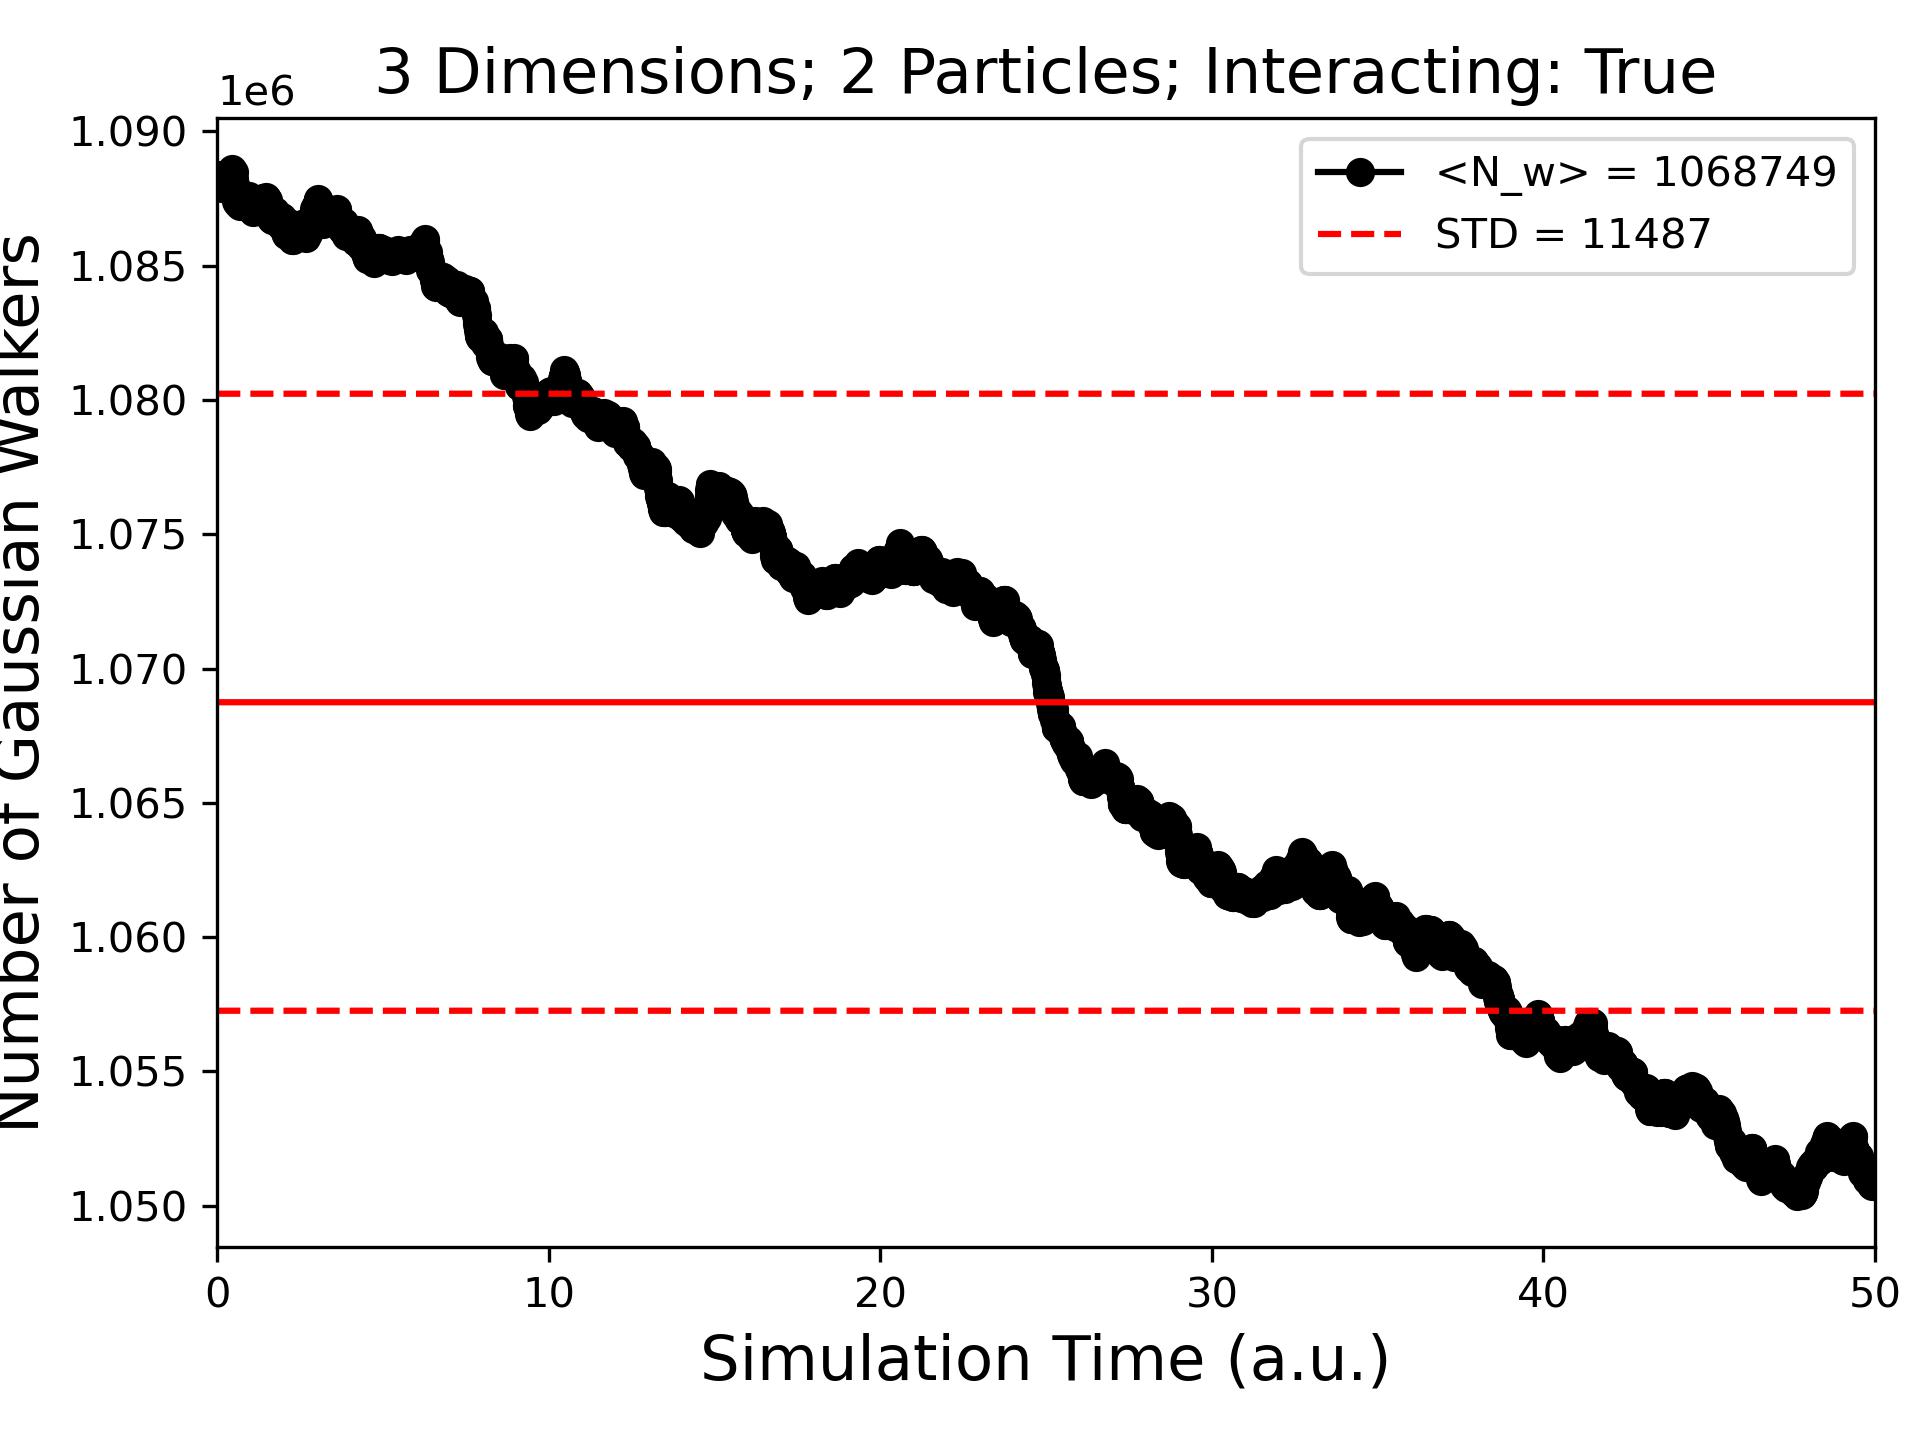 3 Dimensions; 2 Particles; Interacting: True
1e6
<N_w> = 1068749
STD = 11487
1.090
1.085
1.080
1.075
1.070
1.065
1.060
1.055
1.050
Number of Gaussian Walkers
0 10 20 30 40 50
Simulation Time (a.u.)